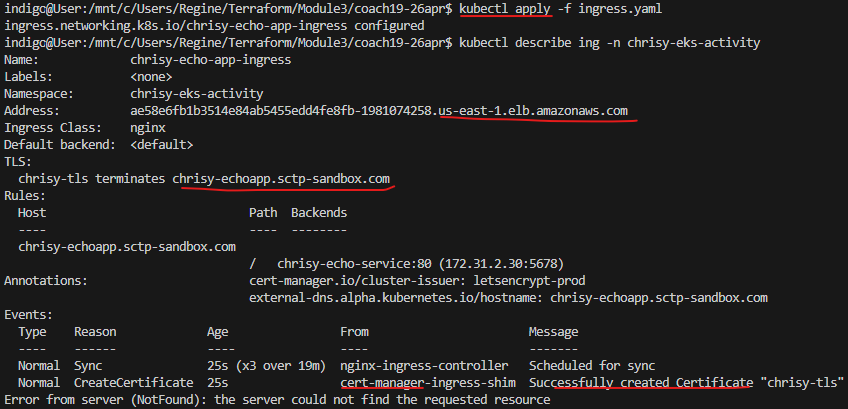 indigc@User:/mnt/c/Users/Regine/Terraform/Module3/coach19-26apr$ kubectl apply -f ingress.yaml
ingress.networking.k8s.io/chrisy-echo-app-ingress configured
indigc@User:/mnt/c/Users/Regine/Terraform/Module3/coach19-26apr$ kubectl describe ing -n chrisy-eks-activity
Name:             chrisy-echo-app-ingress
Labels:           <none>
Namespace:        chrisy-eks-activity
Address:          ae58e6fb1b3514e84ab5455edd4fe8fb-1981074258.us-east-1.elb.amazonaws.com
Ingress Class:    nginx
Default backend:  <default>
TLS:
  chrisy-tls terminates chrisy-echoapp.sctp-sandbox.com
Rules:
  Host                             Path  Backends
  ----                             ----  --------
  chrisy-echoapp.sctp-sandbox.com
                                   /   chrisy-echo-service:80 (172.31.2.30:5678)
Annotations:                       cert-manager.io/cluster-issuer: letsencrypt-prod
                                   external-dns.alpha.kubernetes.io/hostname: chrisy-echoapp.sctp-sandbox.com
Events:
  Type    Reason             Age                From                       Message
  ----    ------             ----               ----                       -------
  Normal  Sync               25s (x3 over 19m)  nginx-ingress-controller   Scheduled for sync
  Normal  CreateCertificate  25s                cert-manager-ingress-shim  Successfully created Certificate "chrisy-tls"
Error from server (NotFound): the server could not find the requested resource